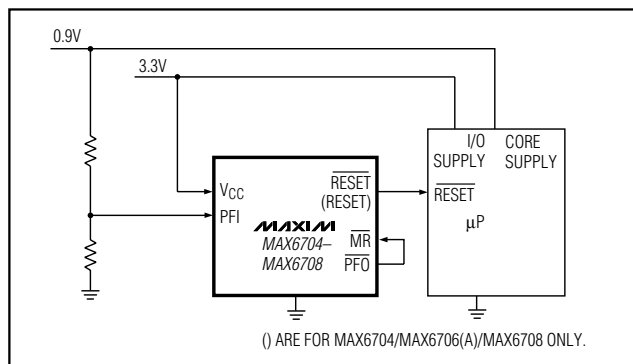 0.9V
3.3V
I/O SUPPLY
CORE SUPPLY
VCC
PFI
MAXIM
MAX6704–
MAX6708
RESET
(RESET)
MR
PFO
RESET
µP
() ARE FOR MAX6704/MAX6706(A)/MAX6708 ONLY.